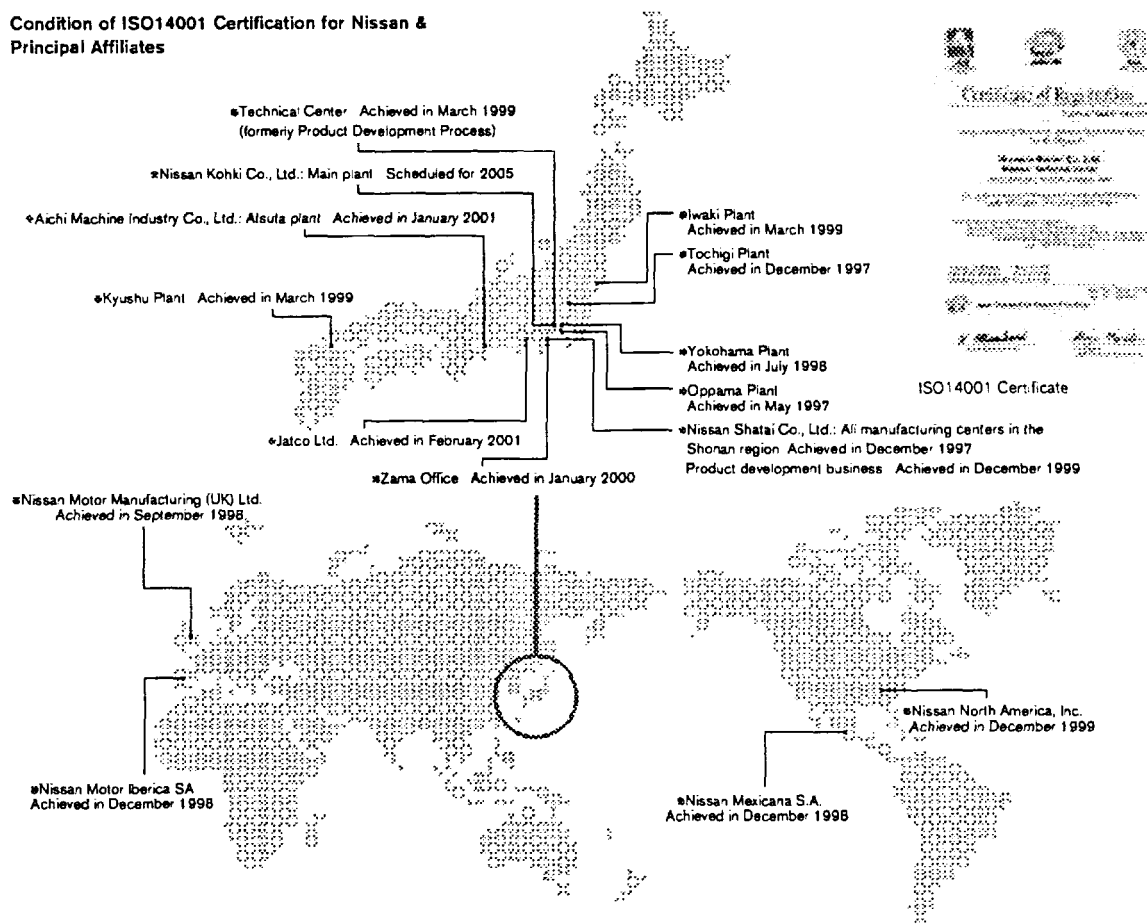 Condition of ISO14001 Certification for Nissan &
Principal Affiliates
*Technical Center Achieved in March 1999
(formerly Product Development Process)
*Nissan Kohki Co., Ltd.: Main plant Scheduled for 2005
*Aichi Machine Industry Co., Ltd.: Atsuta plant Achieved in January 2001
*Kyushu Plant Achieved in March 1999
*Iwaki Plant
Achieved in March 1999
*Tochigi Plant
Achieved in December 1997
*Yokohama Plant
Achieved in July 1998
*Oppama Plant
Achieved in May 1997
*Nissan Shatai Co., Ltd.: All manufacturing centers in the
Shonan region Achieved in December 1997
Product development business Achieved in December 1999
*Jatco Ltd. Achieved in February 2001
*Zama Office Achieved in January 2000
Certificate of Registration
ISO14001 Certificate
*Nissan Motor Manufacturing (UK) Ltd.
Achieved in September 1998
*Nissan Motor Iberica SA
Achieved in December 1998
*Nissan North America, Inc.
Achieved in December 1999
*Nissan Mexicana S.A.
Achieved in December 1998